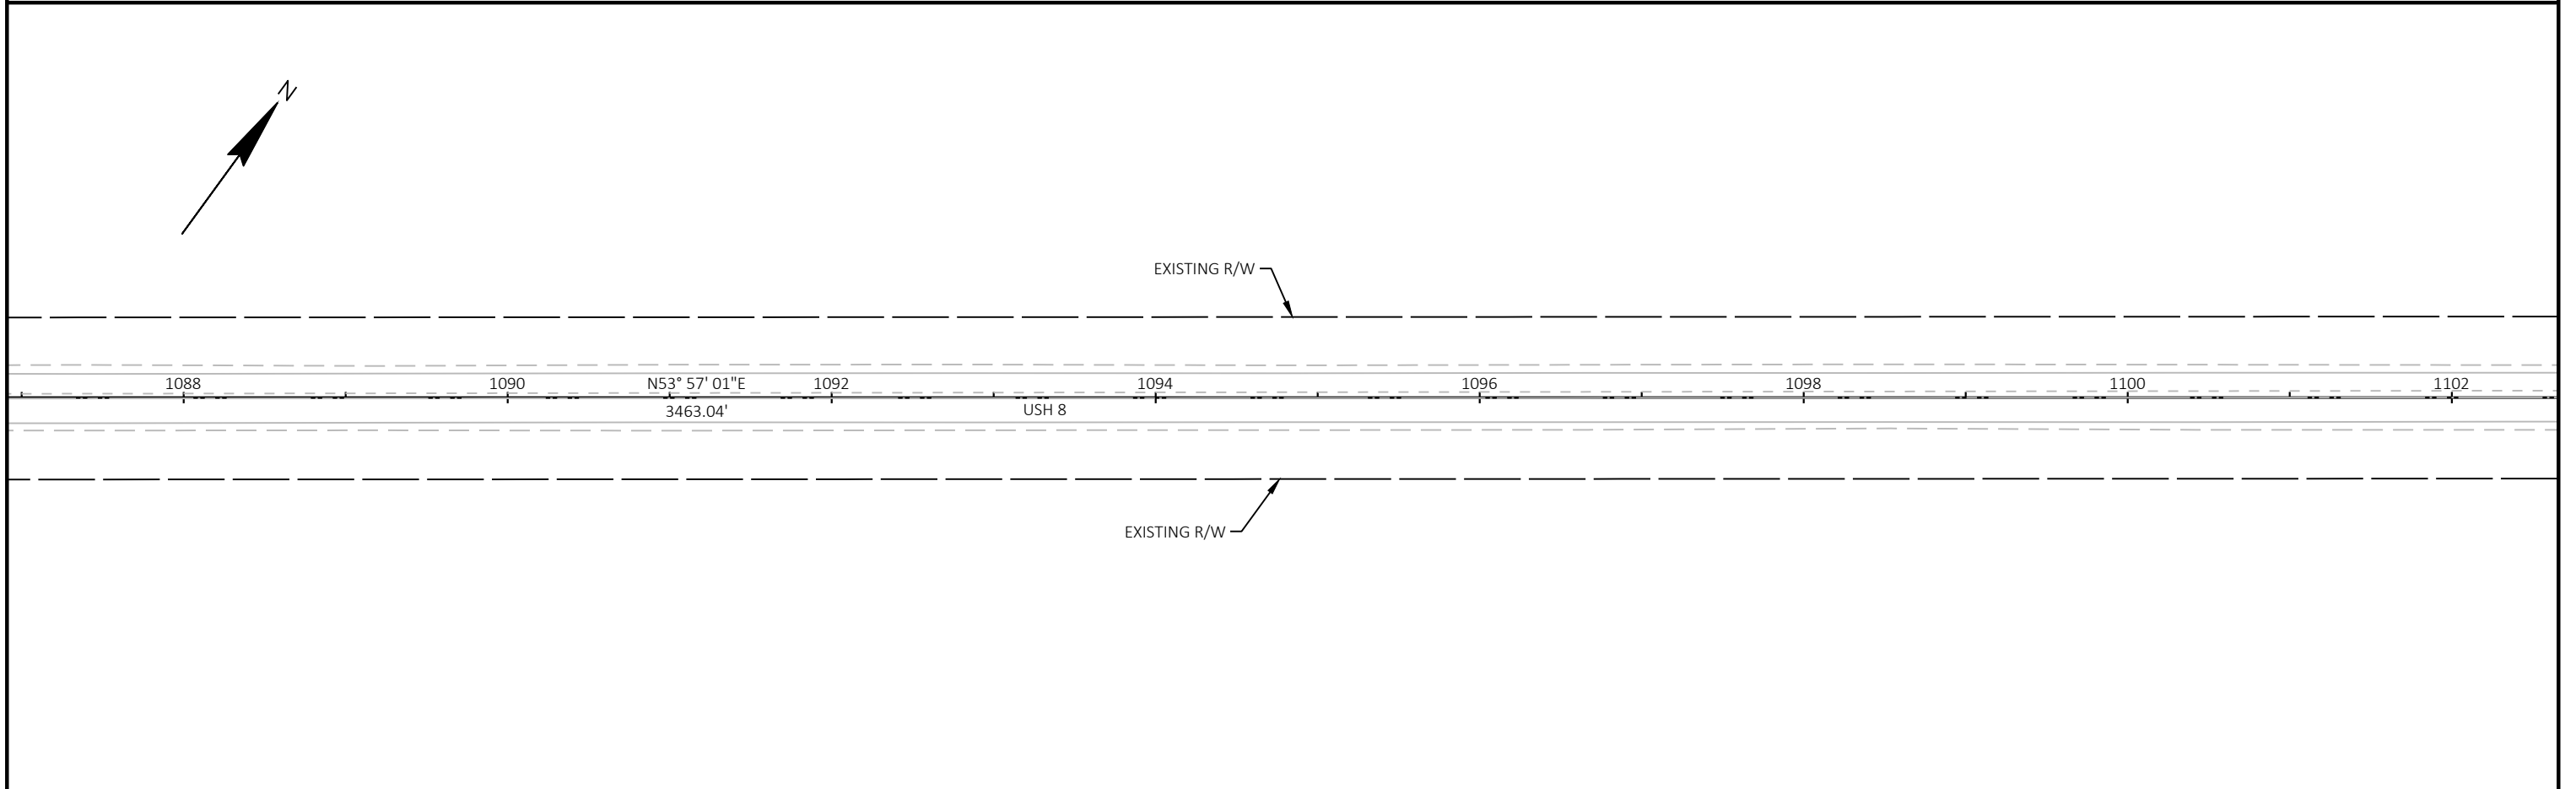 N
EXISTING R/W
1088 1090 N53° 57' 01"E 1092 1094 1096 1098 1100 1102
3463.04' USH 8
EXISTING R/W